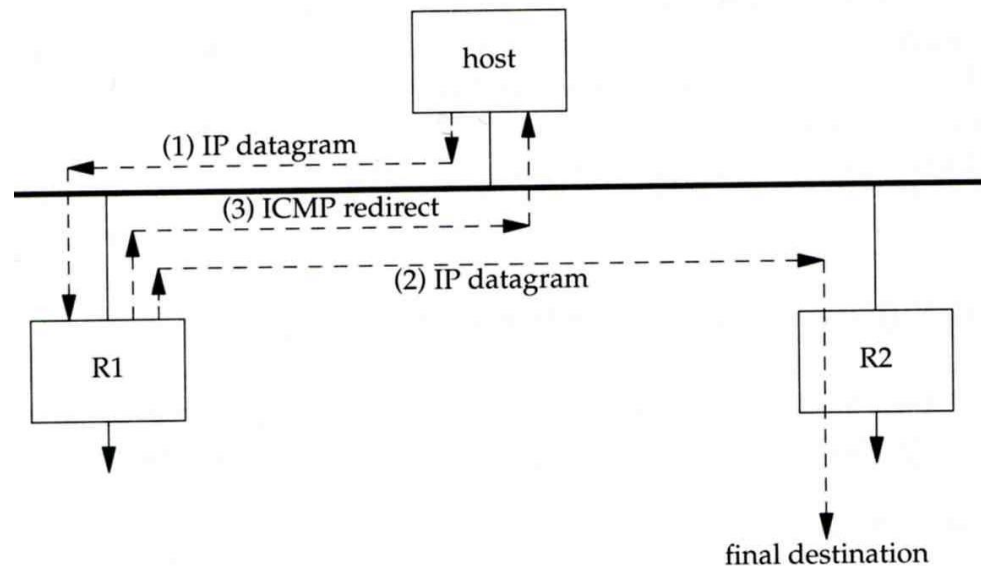 host
(1) IP datagram
(3) ICMP redirect
(2) IP datagram
R1
R2
final destination